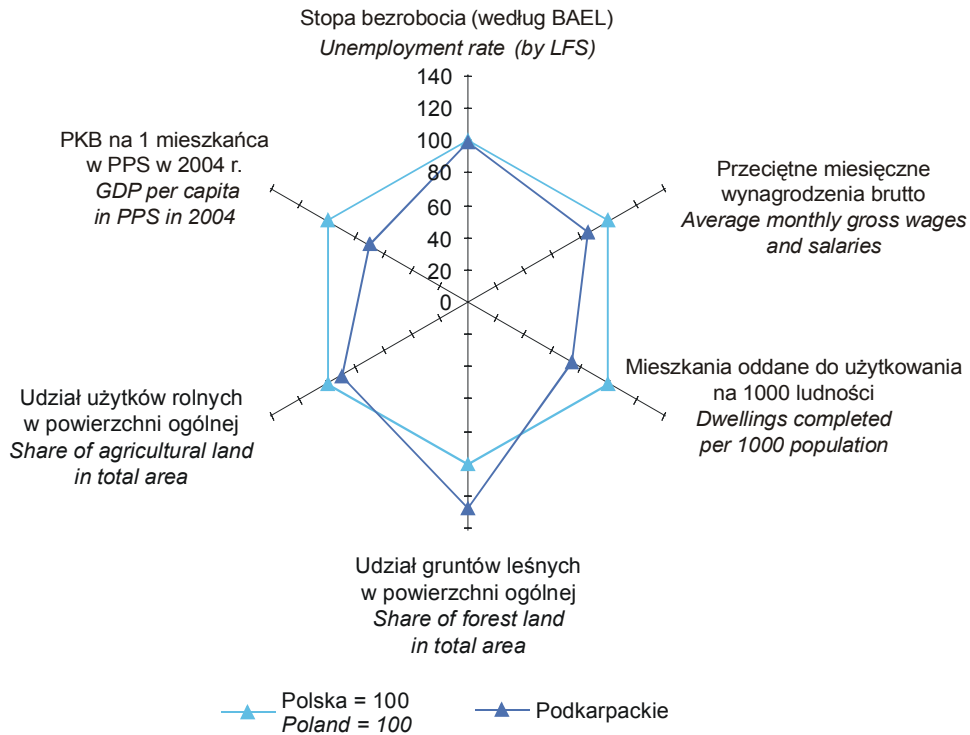 Stopa bezrobocia (według BAEL)
Unemployment rate (by LFS)
140
120
100
80
60
40
20
0
PKB na 1 mieszkańca
w PPS w 2004 r.
GDP per capita
in PPS in 2004
Przeciętne miesięczne
wynagrodzenia brutto
Average monthly gross wages
and salaries
Mieszkania oddane do użytkowania
na 1000 ludności
Dwellings completed
per 1000 population
Udział użytków rolnych
w powierzchni ogólnej
Share of agricultural land
in total area
Udział gruntów leśnych
w powierzchni ogólnej
Share of forest land
in total area
Polska = 100
Poland = 100
Podkarpackie